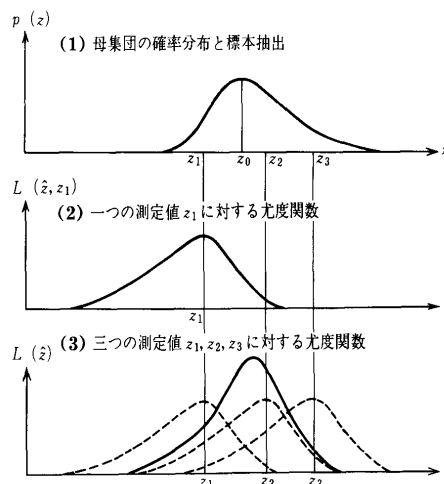 p (z)
(1) 母集団の確率分布と標本抽出
z1 z0 z2 z3
L (ẑ, z1)
(2) 一つの測定値 z1 に対する尤度関数
z1
L (ẑ)
(3) 三つの測定値 z1, z2, z3 に対する尤度関数
z1 z2 z3